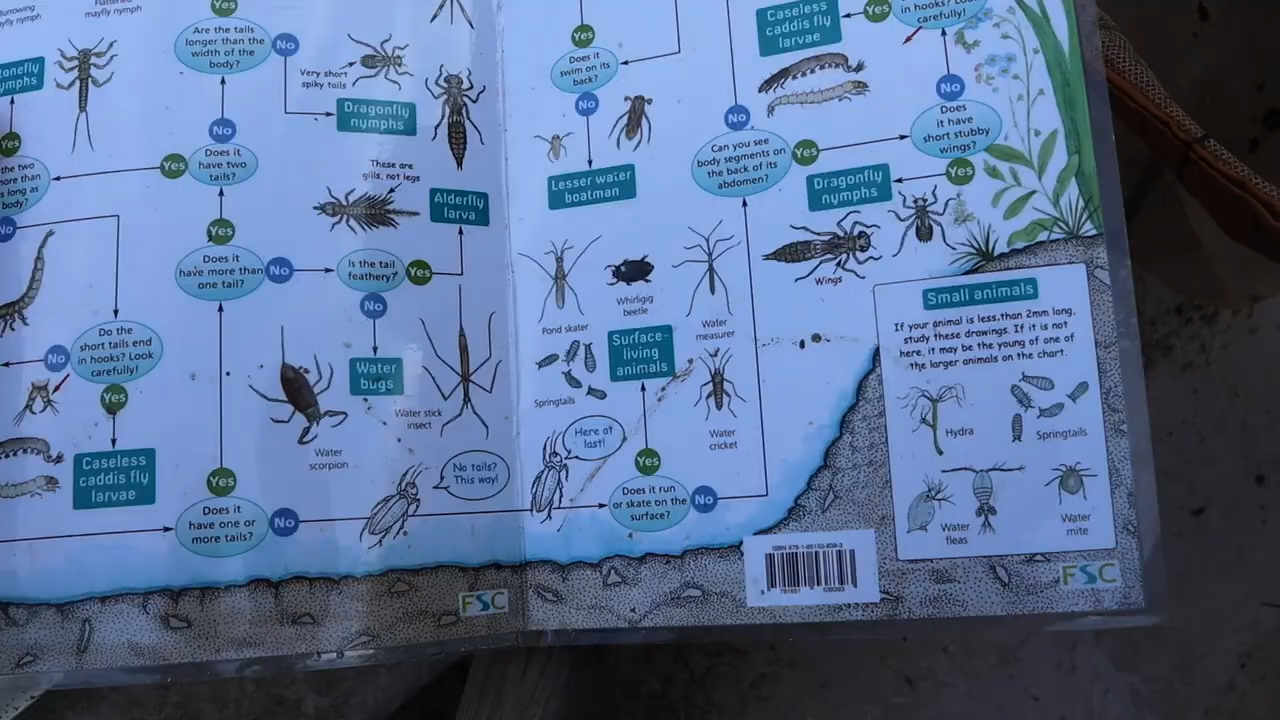 Flattened
mayfly nymph
Yes
Are the tails
longer than the
width of the
body?
No
Very short
spiky tails
Dragonfly
nymphs
No
Does it
have two
tails?
Yes
Yes
more than
long as
body?
No
These are
gills, not legs
Alderfly
larva
Yes
Does it
have more than
one tail?
No
Is the tail
feathery?
Yes
No
Water
bugs
Do the
short tails end
in hooks? Look
carefully!
No
Yes
Caseless
caddis fly
larvae
Water
scorpion
Water stick
insect
No tails?
This way!
Yes
Does it
have one or
more tails?
No
FSC
Yes
Does it
swim on its
back?
No
Lesser water
boatman
Pond skater
Whirligig
beetle
Water
measurer
Springtails
Surface-
living
animals
Water
cricket
Here at
last!
Yes
Does it run
or skate on the
surface?
No
Caseless
caddis fly
larvae
Yes
in hooks? Look
carefully!
No
No
Can you see
body segments on
the back of its
abdomen?
Yes
Does
it have
short stubby
wings?
Yes
Dragonfly
nymphs
Wings
Small animals
If your animal is less than 2mm long,
study these drawings. If it is not
here, it may be the young of one of
the larger animals on the chart.
Hydra
Springtails
Water
fleas
Water
mite
FSC